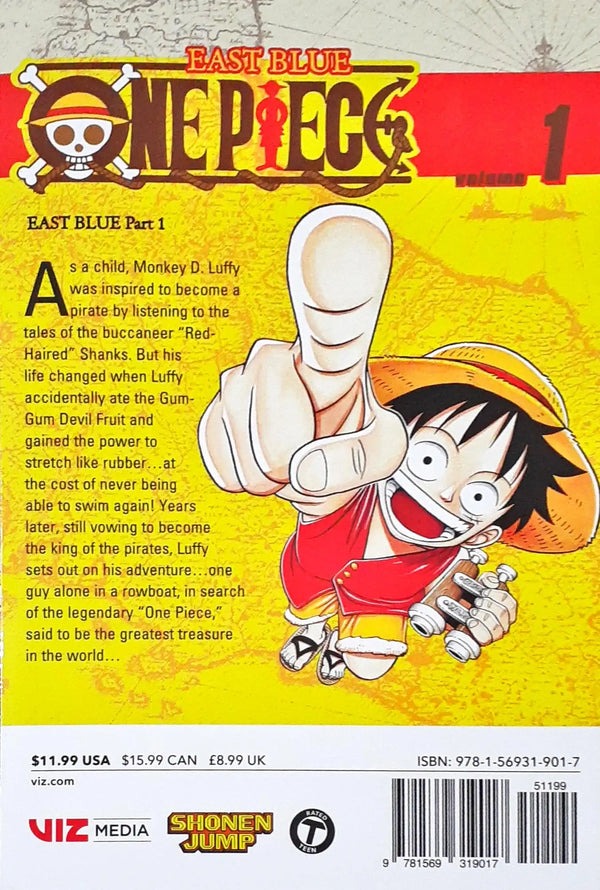 EAST BLUE
ONE PIECE
volume 1
EAST BLUE Part 1
As a child, Monkey D. Luffy
was inspired to become a
pirate by listening to the
tales of the buccaneer "Red-
Haired" Shanks. But his
life changed when Luffy
accidentally ate the Gum-
Gum Devil Fruit and
gained the power to
stretch like rubber...at
the cost of never being
able to swim again! Years
later, still vowing to become
the king of the pirates, Luffy
sets out on his adventure...one
guy alone in a rowboat, in search
of the legendary "One Piece,"
said to be the greatest treasure
in the world...
$11.99 USA $15.99 CAN £8.99 UK
ISBN: 978-1-56931-901-7
viz.com
51199
VIZ MEDIA
SHONEN
JUMP
RATED
T
TEEN
9 781569 319017